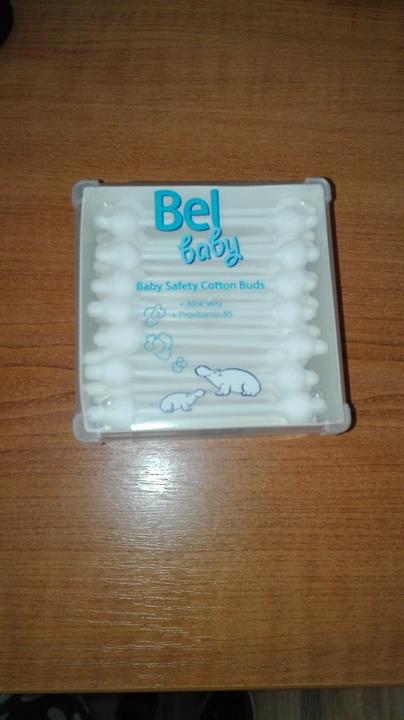 Bel
baby
Baby Safety Cotton Buds
+ Aloe Vera
+ Provitamin B5